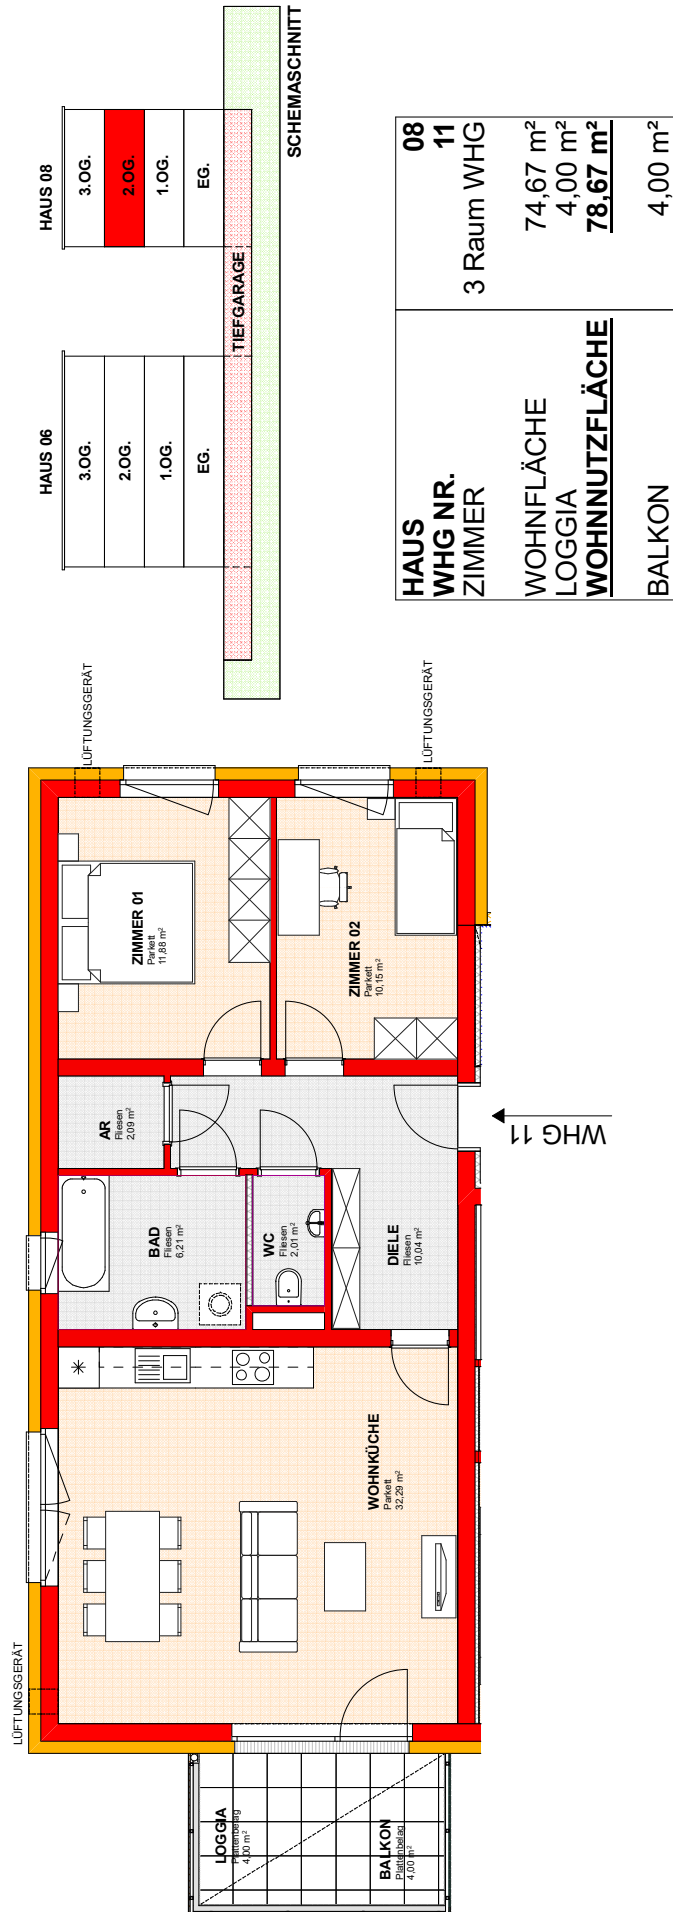 HAUS 06
3.OG.
2.OG.
1.OG.
EG.
HAUS 08
3.OG.
2.OG.
1.OG.
EG.
TIEFGARAGE
SCHEMASCHNITT
HAUS 08
WHG NR. 11
ZIMMER 3 Raum WHG
WOHNFLÄCHE 74,67 m²
LOGGIA 4,00 m²
WOHNNUTZFLÄCHE 78,67 m²
BALKON 4,00 m²
LÜFTUNGSGERÄT
LÜFTUNGSGERÄT
LÜFTUNGSGERÄT
ZIMMER 01
Parkett
11,88 m²
ZIMMER 02
Parkett
10,15 m²
AR
Fliesen
2,09 m²
BAD
Fliesen
6,21 m²
WC
Fliesen
2,01 m²
DIELE
Fliesen
10,04 m²
WOHNKÜCHE
Parkett
32,29 m²
LOGGIA
Plattenbelag
4,00 m²
BALKON
Plattenbelag
4,00 m²
WHG 11